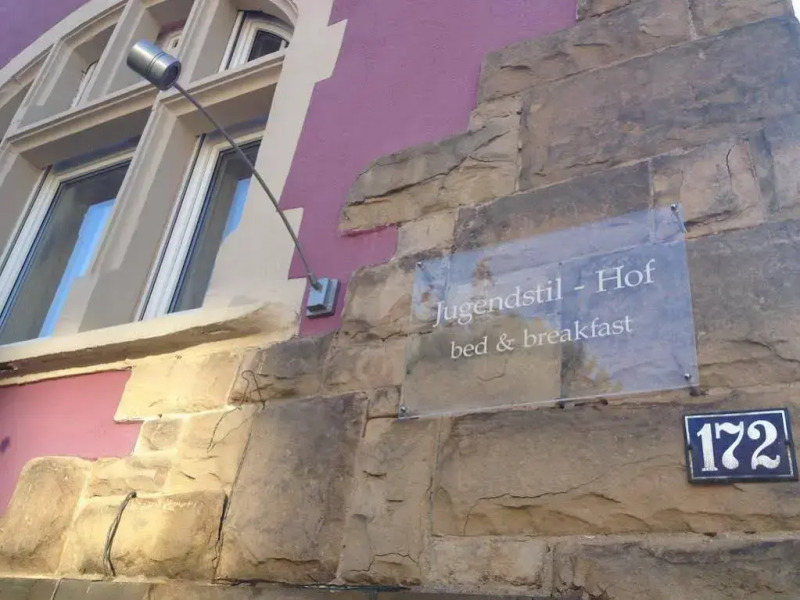 Jugendstil - Hof
bed & breakfast
172